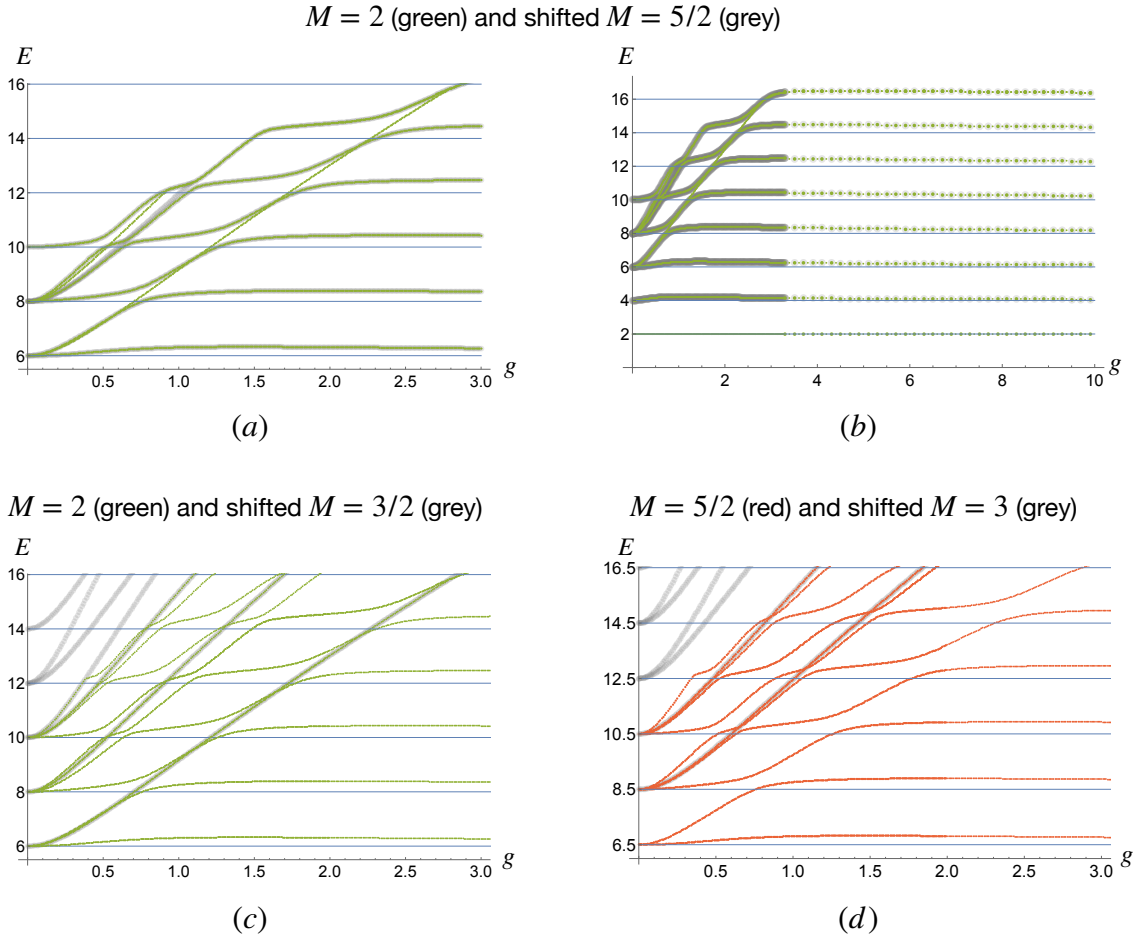 M = 2 (green) and shifted M = 5/2 (grey)
E
16
14
12
10
8
6
0.5 1.0 1.5 2.0 2.5 3.0 g
(a)
E
16
14
12
10
8
6
4
2
2 4 6 8 10 g
(b)
M = 2 (green) and shifted M = 3/2 (grey)
E
16
14
12
10
8
6
0.5 1.0 1.5 2.0 2.5 3.0 g
(c)
M = 5/2 (red) and shifted M = 3 (grey)
E
16.5
14.5
12.5
10.5
8.5
6.5
0.5 1.0 1.5 2.0 2.5 3.0 g
(d)